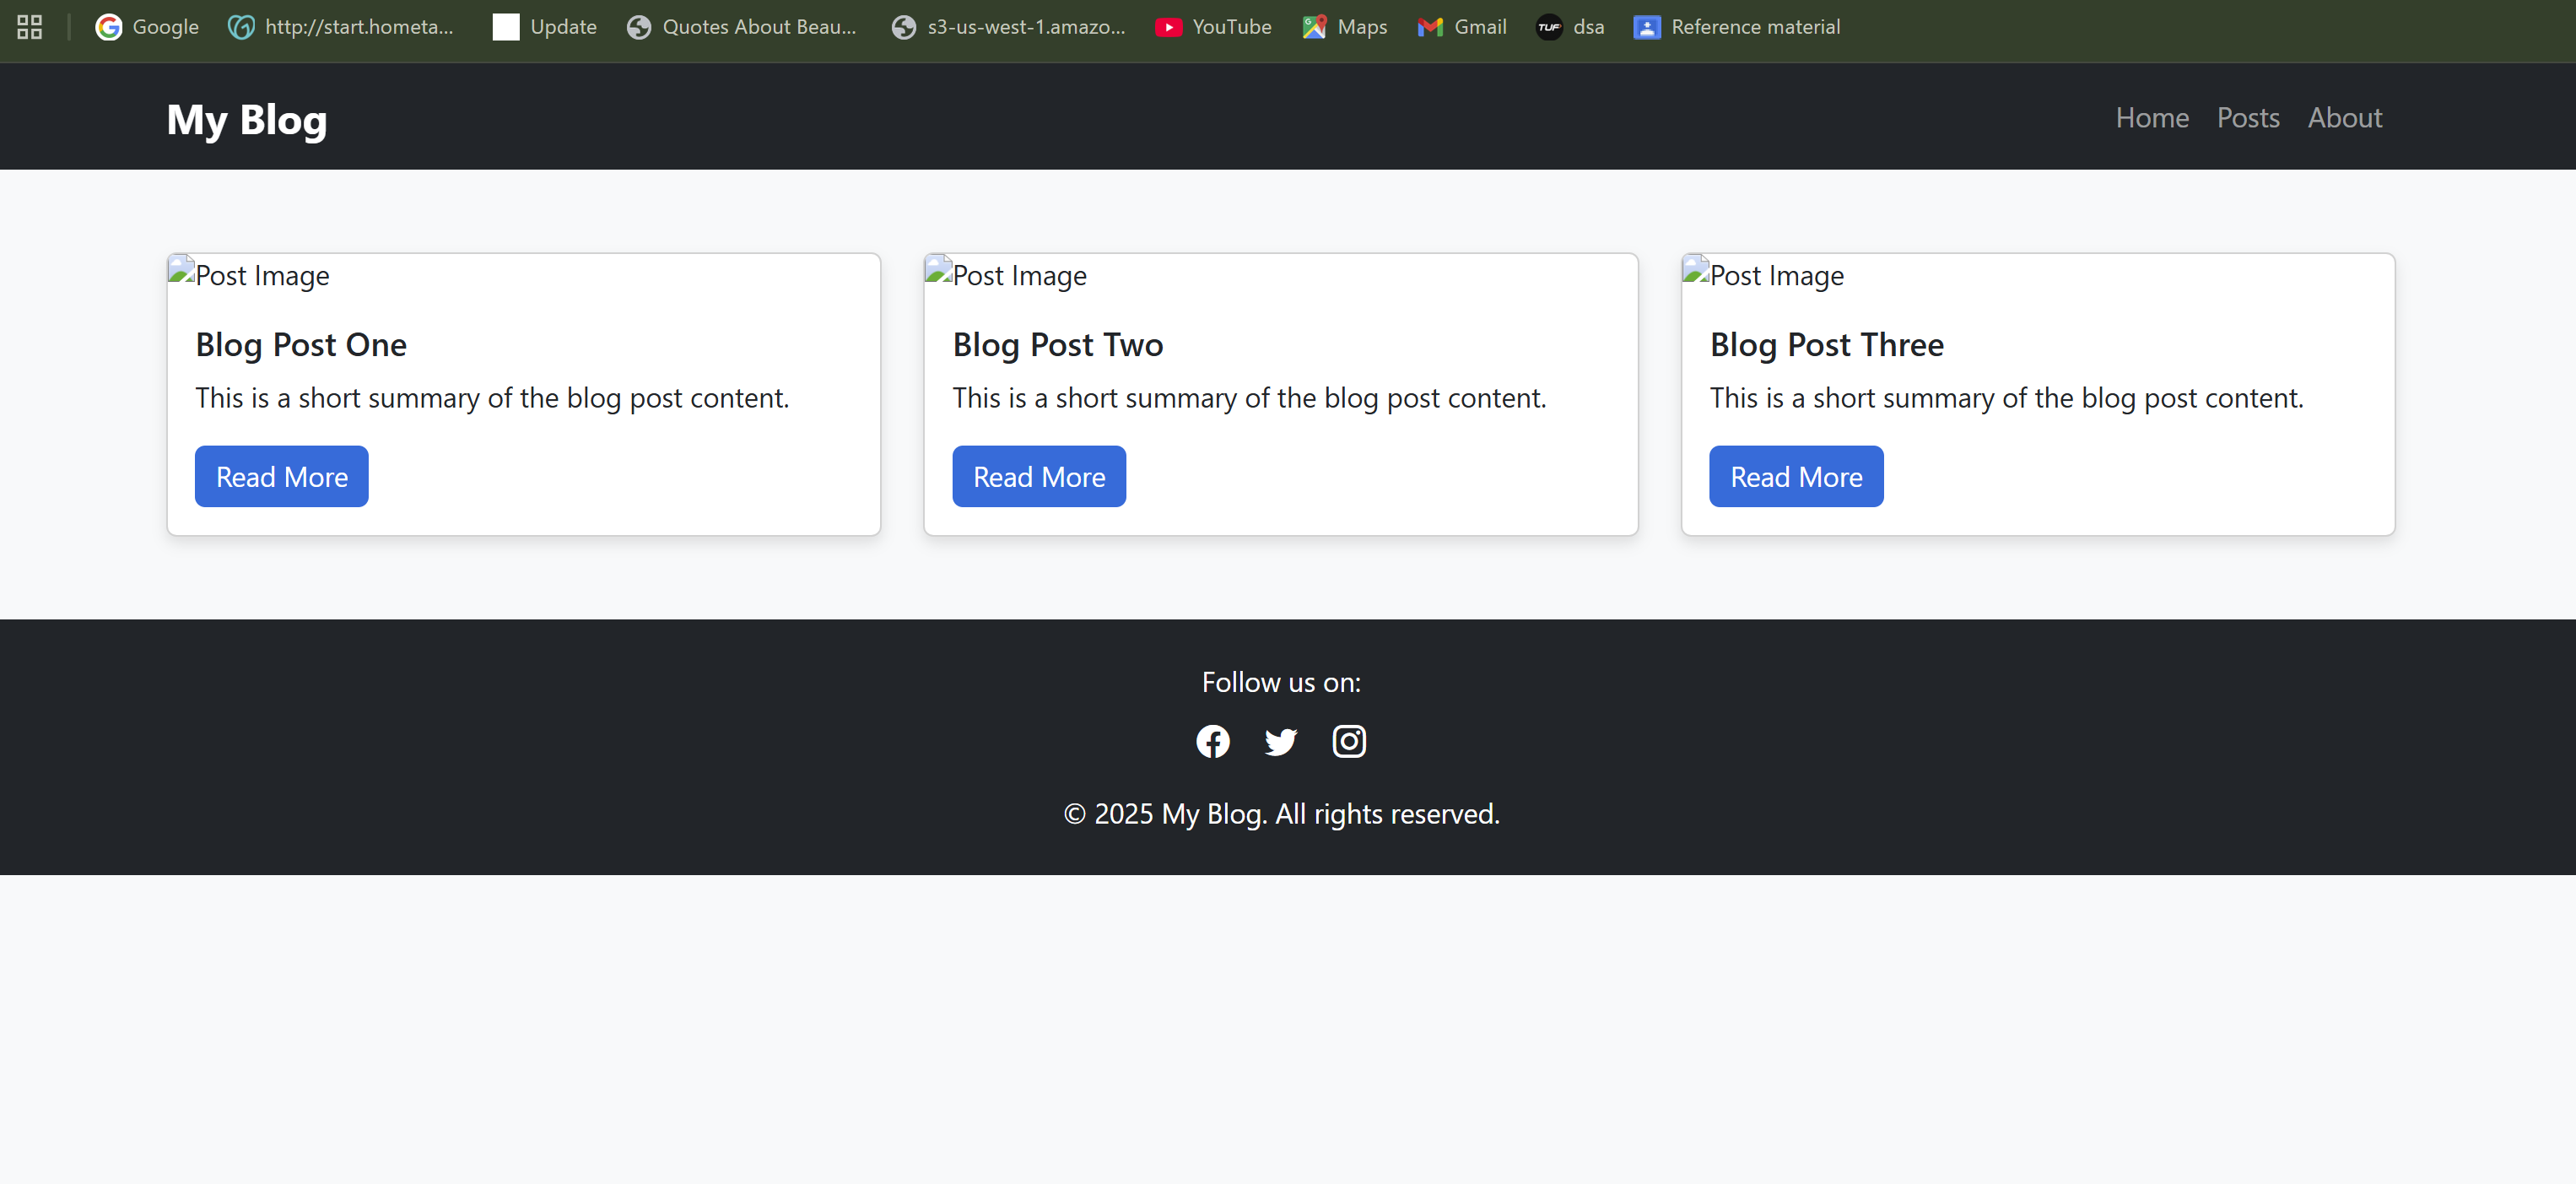 Google http://start.hometa... Update Quotes About Beau... s3-us-west-1.amazo... YouTube Maps Gmail TUF dsa Reference material
My Blog Home Posts About
Post Image Post Image Post Image
Blog Post One Blog Post Two Blog Post Three
This is a short summary of the blog post content. This is a short summary of the blog post content. This is a short summary of the blog post content.
Read More Read More Read More
Follow us on:
© 2025 My Blog. All rights reserved.